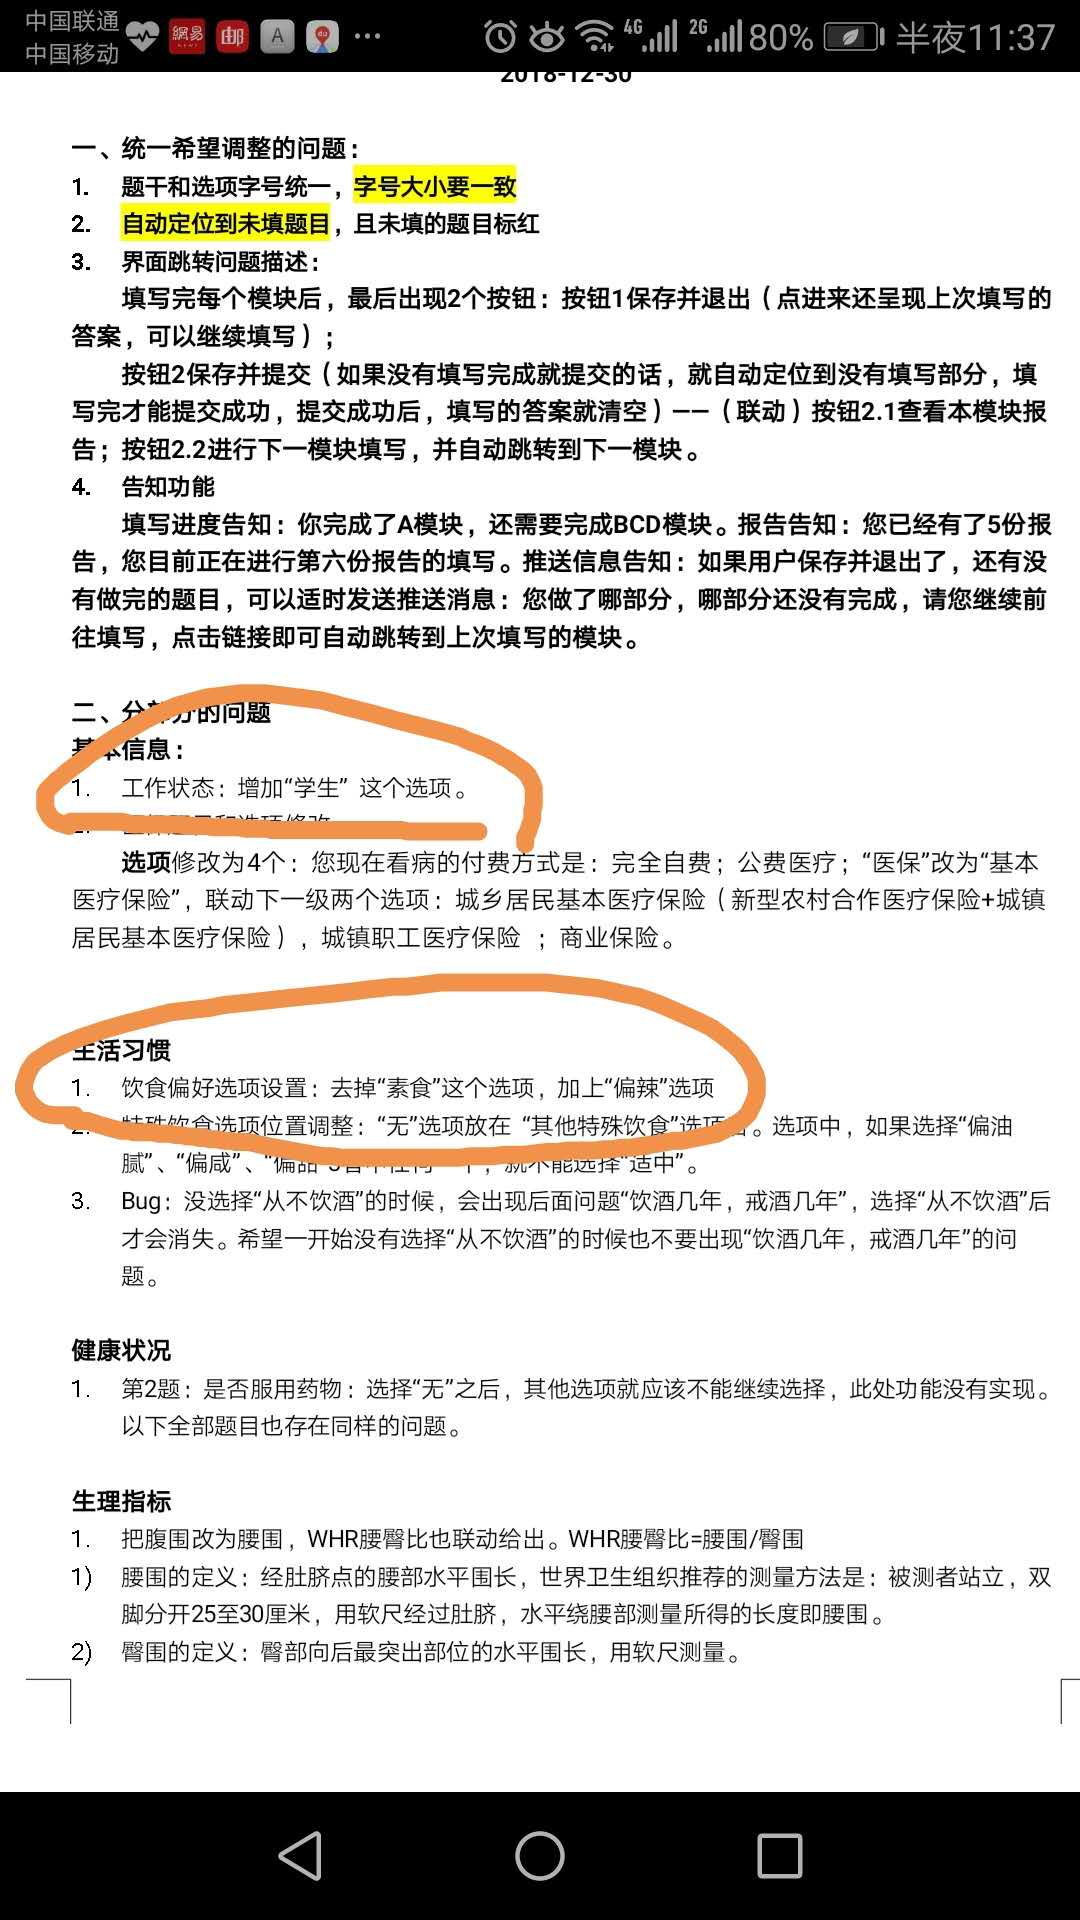 中国联通
中国移动
4G
2G
80%
半夜11:37
2018-12-30
一、统一希望调整的问题：
1. 题干和选项字号统一，字号大小要一致
2. 自动定位到未填题目，且未填的题目标红
3. 界面跳转问题描述：
填写完每个模块后，最后出现2个按钮：按钮1保存并退出（点进来还呈现上次填写的
答案，可以继续填写）；
按钮2保存并提交（如果没有填写完成就提交的话，就自动定位到没有填写部分，填
写完才能提交成功，提交成功后，填写的答案就清空）——（联动）按钮2.1查看本模块报
告；按钮2.2进行下一模块填写，并自动跳转到下一模块。
4. 告知功能
填写进度告知：你完成了A模块，还需要完成BCD模块。报告告知：您已经有了5份报
告，您目前正在进行第六份报告的填写。推送信息告知：如果用户保存并退出了，还有没
有做完的题目，可以适时发送推送消息：您做了哪部分，哪部分还没有完成，请您继续前
往填写，点击链接即可自动跳转到上次填写的模块。
二、分部分的问题
基本信息：
1. 工作状态：增加“学生” 这个选项。
选项修改为4个：您现在看病的付费方式是：完全自费；公费医疗；“医保”改为“基本
医疗保险”，联动下一级两个选项：城乡居民基本医疗保险（新型农村合作医疗保险+城镇
居民基本医疗保险），城镇职工医疗保险 ；商业保险。
生活习惯
1. 饮食偏好选项设置：去掉“素食”这个选项，加上“偏辣”选项
2. 特殊饮食选项位置调整：“无”选项放在 “其他特殊饮食”选项 。选项中，如果选择“偏油
腻”、“偏咸”、“偏甜 ，就不能选择“适中”。
3. Bug：没选择“从不饮酒”的时候，会出现后面问题“饮酒几年，戒酒几年”，选择“从不饮酒”后
才会消失。希望一开始没有选择“从不饮酒”的时候也不要出现“饮酒几年，戒酒几年”的问
题。
健康状况
1. 第2题：是否服用药物：选择“无”之后，其他选项就应该不能继续选择，此处功能没有实现。
以下全部题目也存在同样的问题。
生理指标
1. 把腹围改为腰围，WHR腰臀比也联动给出。WHR腰臀比=腰围/臀围
1) 腰围的定义：经肚脐点的腰部水平围长，世界卫生组织推荐的测量方法是：被测者站立，双
脚分开25至30厘米，用软尺经过肚脐，水平绕腰部测量所得的长度即腰围。
2) 臀围的定义：臀部向后最突出部位的水平围长，用软尺测量。